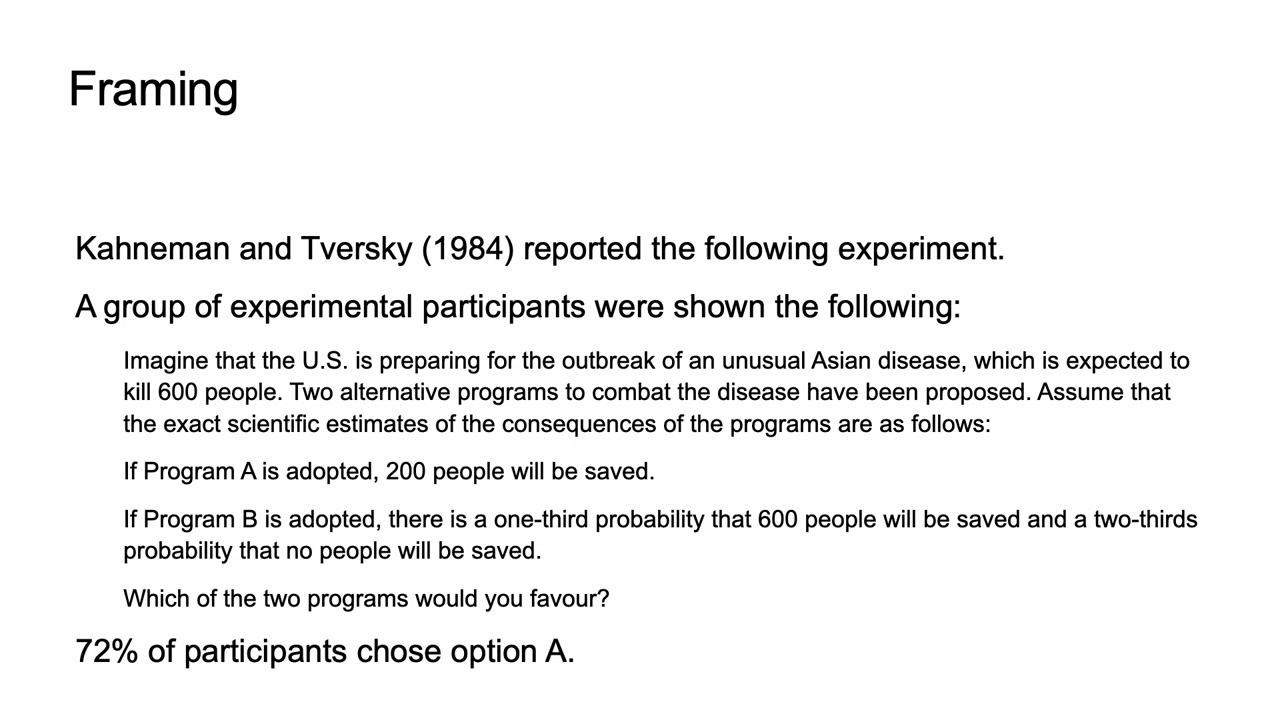 Framing
Kahneman and Tversky (1984) reported the following experiment.
A group of experimental participants were shown the following:
Imagine that the U.S. is preparing for the outbreak of an unusual Asian disease, which is expected to
kill 600 people. Two alternative programs to combat the disease have been proposed. Assume that
the exact scientific estimates of the consequences of the programs are as follows:
If Program A is adopted, 200 people will be saved.
If Program B is adopted, there is a one-third probability that 600 people will be saved and a two-thirds
probability that no people will be saved.
Which of the two programs would you favour?
72% of participants chose option A.